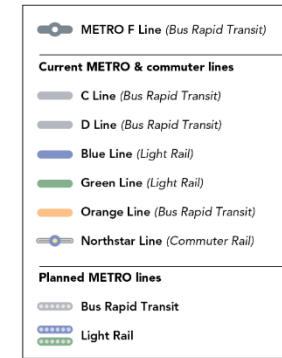 METRO F Line (Bus Rapid Transit)
Current METRO & commuter lines
C Line (Bus Rapid Transit)
D Line (Bus Rapid Transit)
Blue Line (Light Rail)
Green Line (Light Rail)
Orange Line (Bus Rapid Transit)
Northstar Line (Commuter Rail)
Planned METRO lines
Bus Rapid Transit
Light Rail